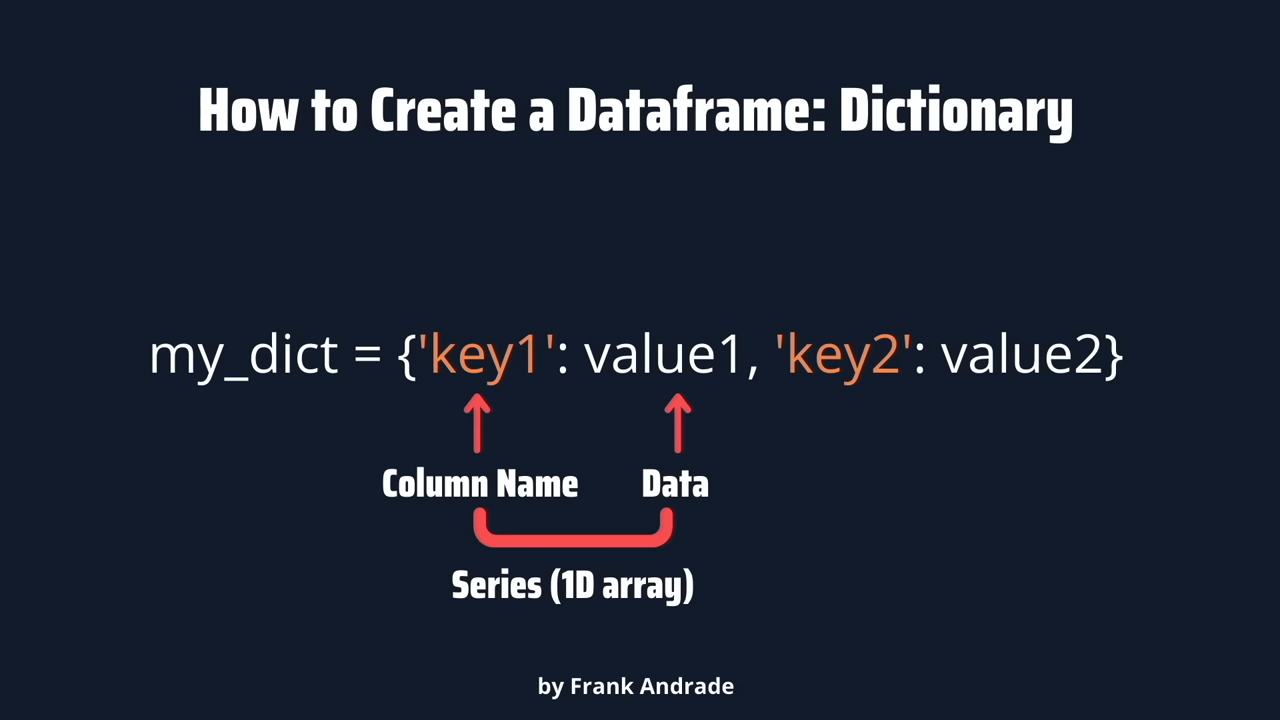 How to Create a Dataframe: Dictionary
my_dict = {'key1': value1, 'key2': value2}
Column Name Data
Series (1D array)
by Frank Andrade